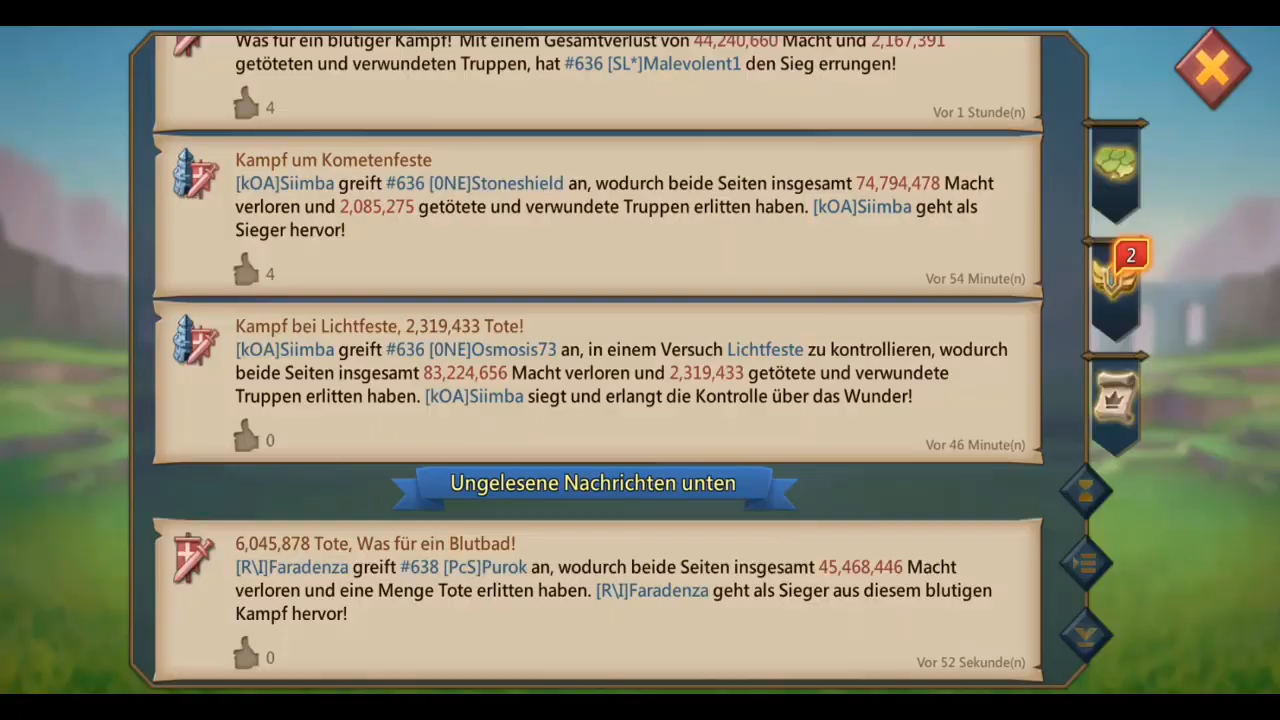 Was für ein blutiger Kampf! Mit einem Gesamtverlust von 44,240,660 Macht und 2,167,391
getöteten und verwundeten Truppen, hat #636 [SL*]Malevolent1 den Sieg errungen!
4
Vor 1 Stunde(n)
Kampf um Kometenfeste
[kOA]Siimba greift #636 [0NE]Stoneshield an, wodurch beide Seiten insgesamt 74,794,478 Macht
verloren und 2,085,275 getötete und verwundete Truppen erlitten haben. [kOA]Siimba geht als
Sieger hervor!
4
Vor 54 Minute(n)
2
Kampf bei Lichtfeste, 2,319,433 Tote!
[kOA]Siimba greift #636 [0NE]Osmosis73 an, in einem Versuch Lichtfeste zu kontrollieren, wodurch
beide Seiten insgesamt 83,224,656 Macht verloren und 2,319,433 getötete und verwundete
Truppen erlitten haben. [kOA]Siimba siegt und erlangt die Kontrolle über das Wunder!
0
Vor 46 Minute(n)
Ungelesene Nachrichten unten
6,045,878 Tote, Was für ein Blutbad!
[R\I]Faradenza greift #638 [PcS]Purok an, wodurch beide Seiten insgesamt 45,468,446 Macht
verloren und eine Menge Tote erlitten haben. [R\I]Faradenza geht als Sieger aus diesem blutigen
Kampf hervor!
0
Vor 52 Sekunde(n)